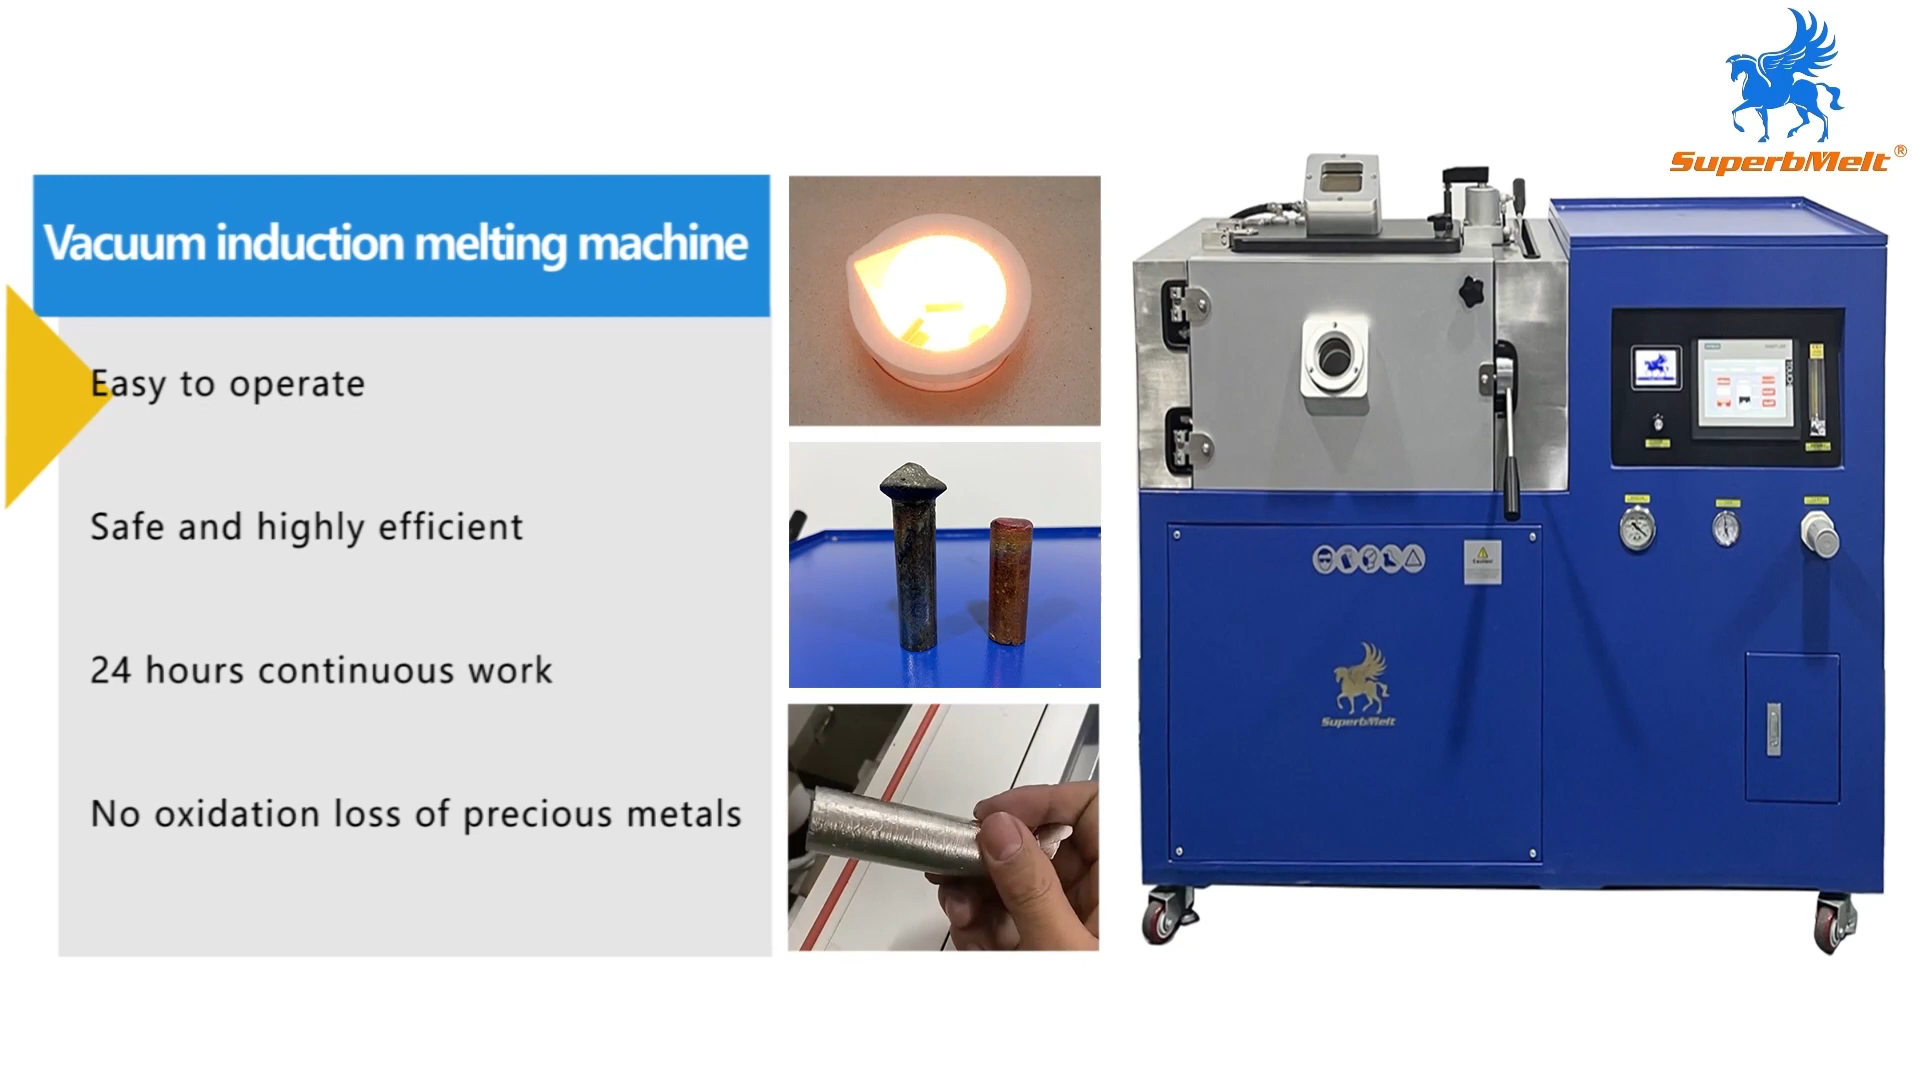 SuperbMelt®
Vacuum induction melting machine
Easy to operate
Safe and highly efficient
24 hours continuous work
No oxidation loss of precious metals
SuperbMelt